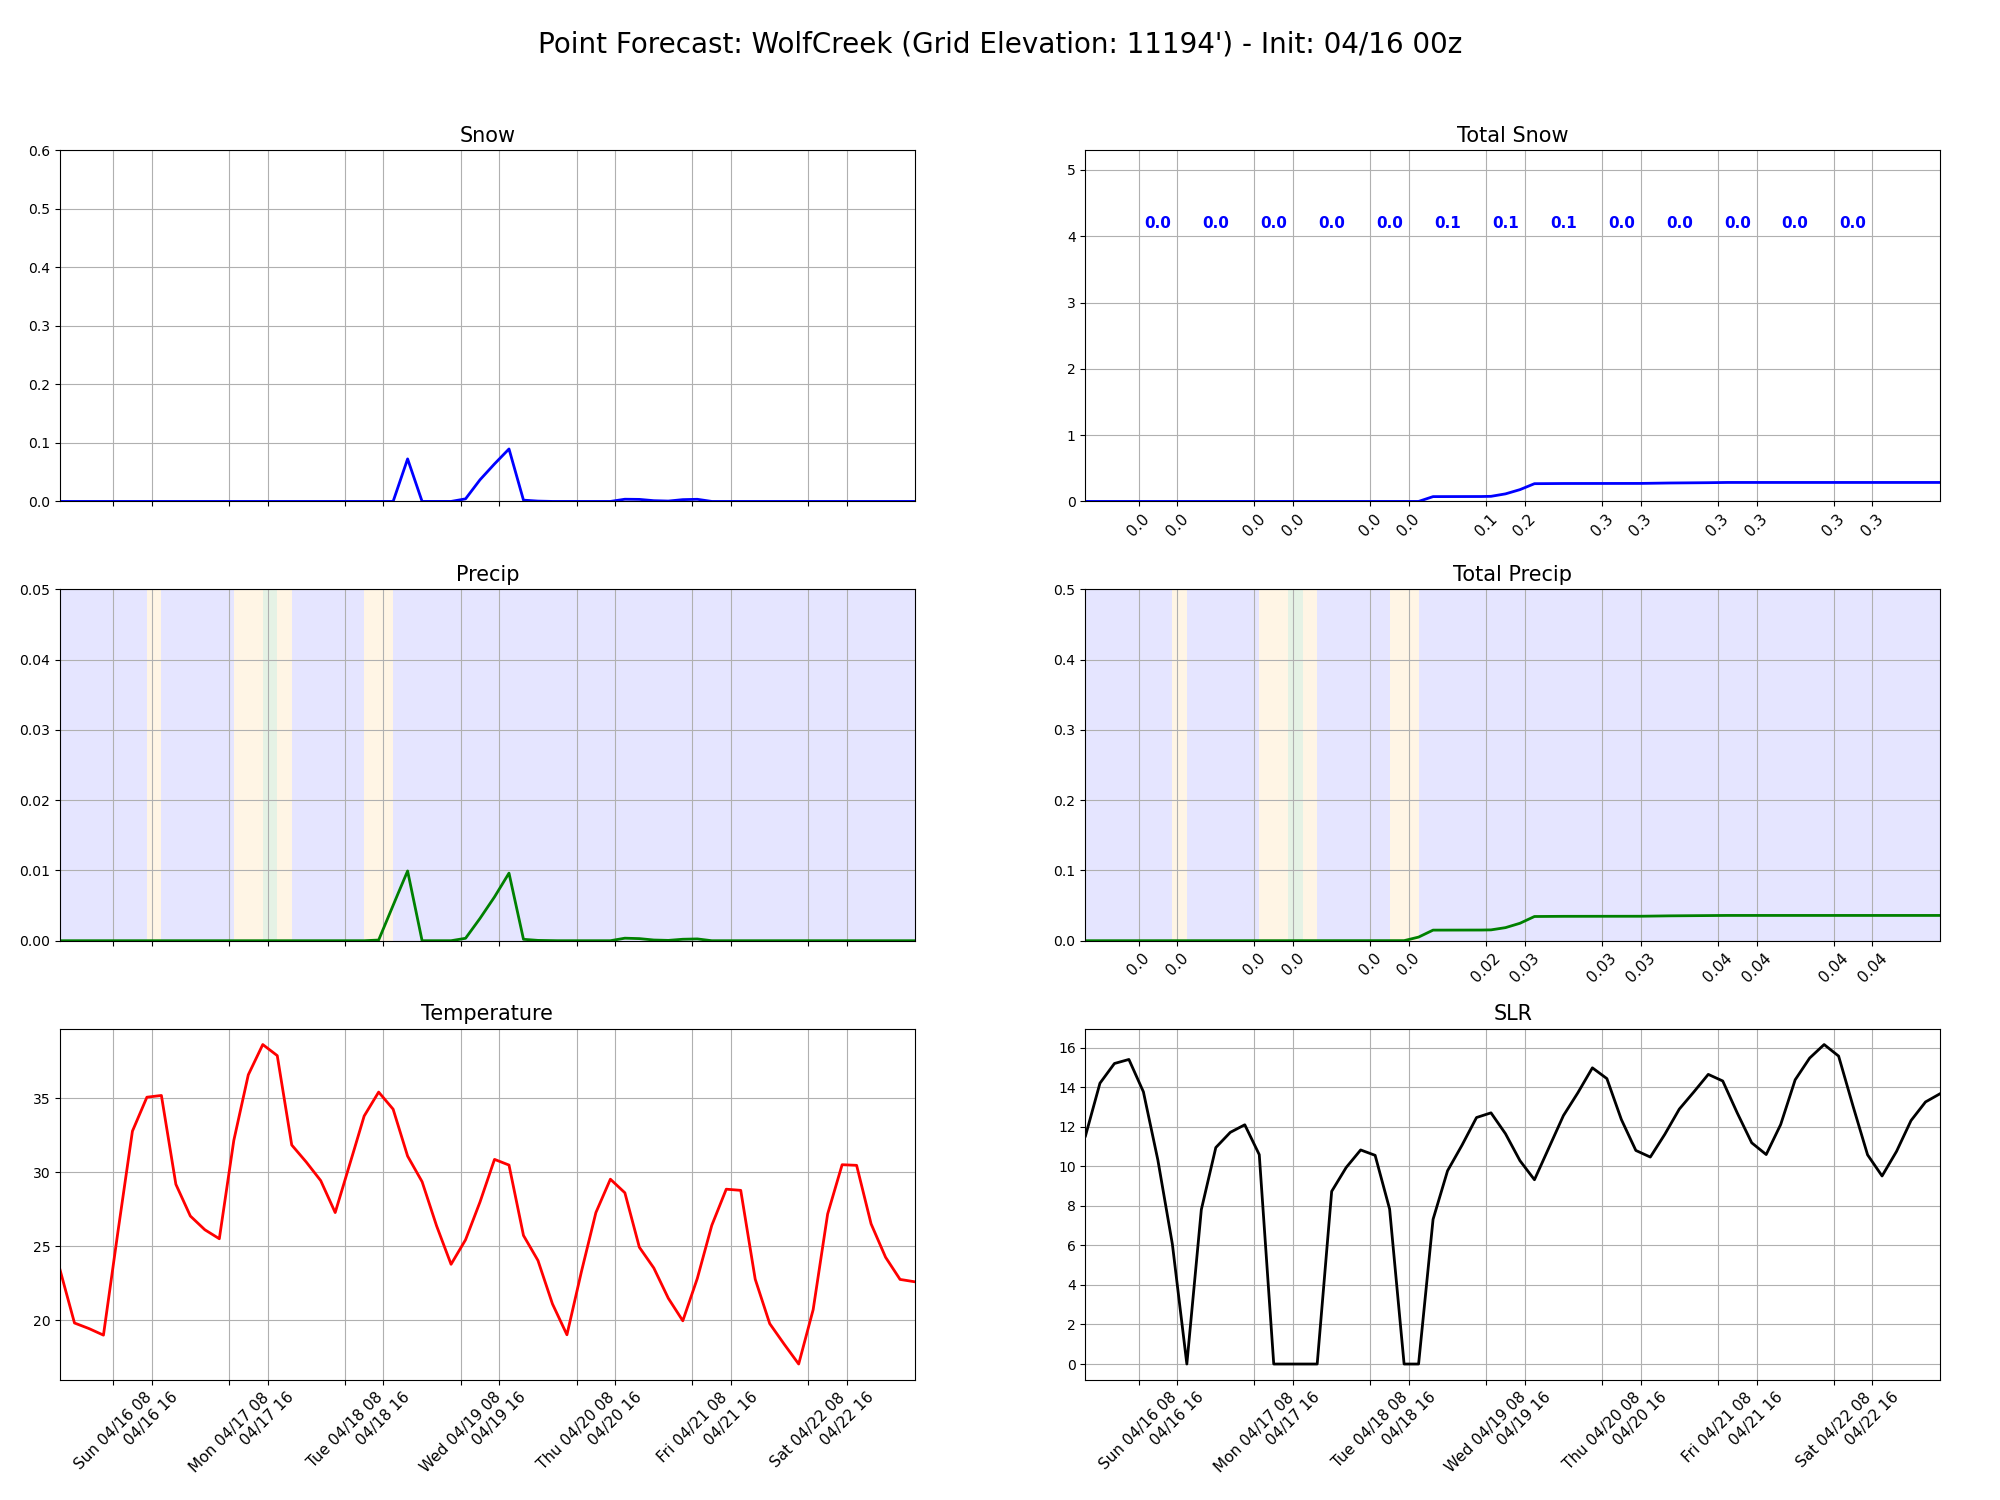 Point Forecast: WolfCreek (Grid Elevation: 11194') - Init: 04/16 00z
Snow
0.6
0.5
0.4
0.3
0.2
0.1
0.0
Total Snow
5
4
3
2
1
0
0.0 0.0 0.0 0.0 0.0 0.1 0.1 0.1 0.0 0.0 0.0 0.0 0.0
0.0 0.0 0.0 0.0 0.0 0.0 0.1 0.2 0.3 0.3 0.3 0.3 0.3 0.3
Precip
0.05
0.04
0.03
0.02
0.01
0.00
Total Precip
0.5
0.4
0.3
0.2
0.1
0.0
0.0 0.0 0.0 0.0 0.0 0.0 0.02 0.03 0.03 0.03 0.04 0.04 0.04 0.04
Temperature
35
30
25
20
Sun 04/16 08
04/16 16
Mon 04/17 08
04/17 16
Tue 04/18 08
04/18 16
Wed 04/19 08
04/19 16
Thu 04/20 08
04/20 16
Fri 04/21 08
04/21 16
Sat 04/22 08
04/22 16
SLR
16
14
12
10
8
6
4
2
0
Sun 04/16 08
04/16 16
Mon 04/17 08
04/17 16
Tue 04/18 08
04/18 16
Wed 04/19 08
04/19 16
Thu 04/20 08
04/20 16
Fri 04/21 08
04/21 16
Sat 04/22 08
04/22 16